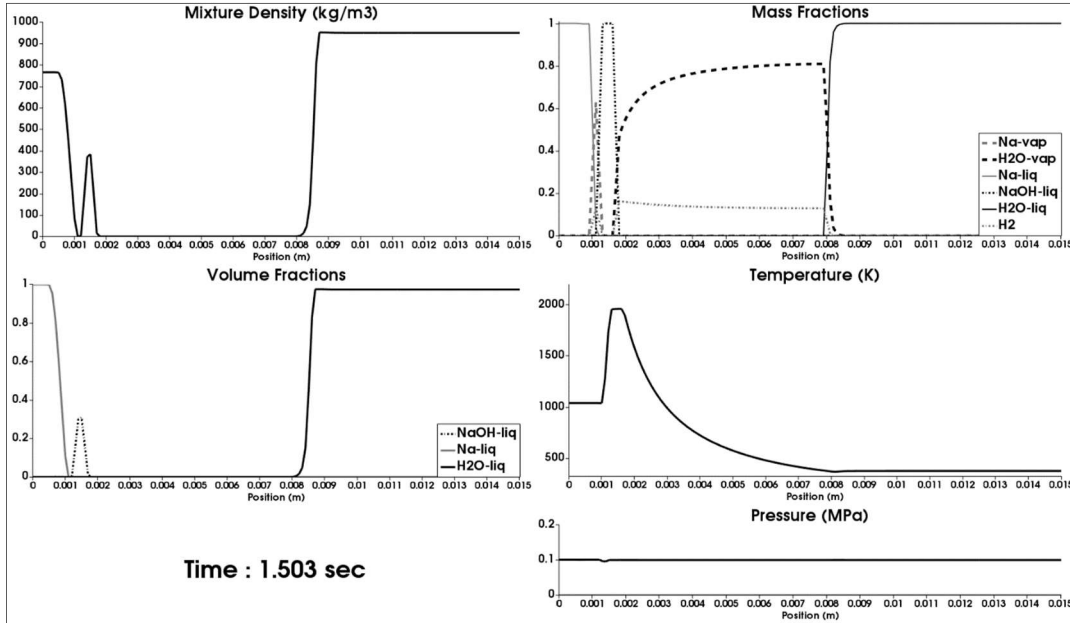 Mixture Density (kg/m3)
1000
900
800
700
600
500
400
300
200
100
0
0 0.001 0.002 0.003 0.004 0.005 0.006 0.007 0.008 0.009 0.01 0.011 0.012 0.013 0.014 0.015
Position (m)
Mass Fractions
1
0.8
0.6
0.4
0.2
0
Na-vap
H2O-vap
Na-liq
NaOH-liq
H2O-liq
H2
0 0.001 0.002 0.003 0.004 0.005 0.006 0.007 0.008 0.009 0.01 0.011 0.012 0.013 0.014 0.015
Position (m)
Volume Fractions
1
0.8
0.6
0.4
0.2
0
NaOH-liq
Na-liq
H2O-liq
0 0.001 0.002 0.003 0.004 0.005 0.006 0.007 0.008 0.009 0.01 0.011 0.012 0.013 0.014 0.015
Position (m)
Temperature (K)
2000
1500
1000
500
0 0.001 0.002 0.003 0.004 0.005 0.006 0.007 0.008 0.009 0.01 0.011 0.012 0.013 0.014 0.015
Position (m)
Time : 1.503 sec
Pressure (MPa)
0.2
0.1
0
0 0.001 0.002 0.003 0.004 0.005 0.006 0.007 0.008 0.009 0.01 0.011 0.012 0.013 0.014 0.015
Position (m)